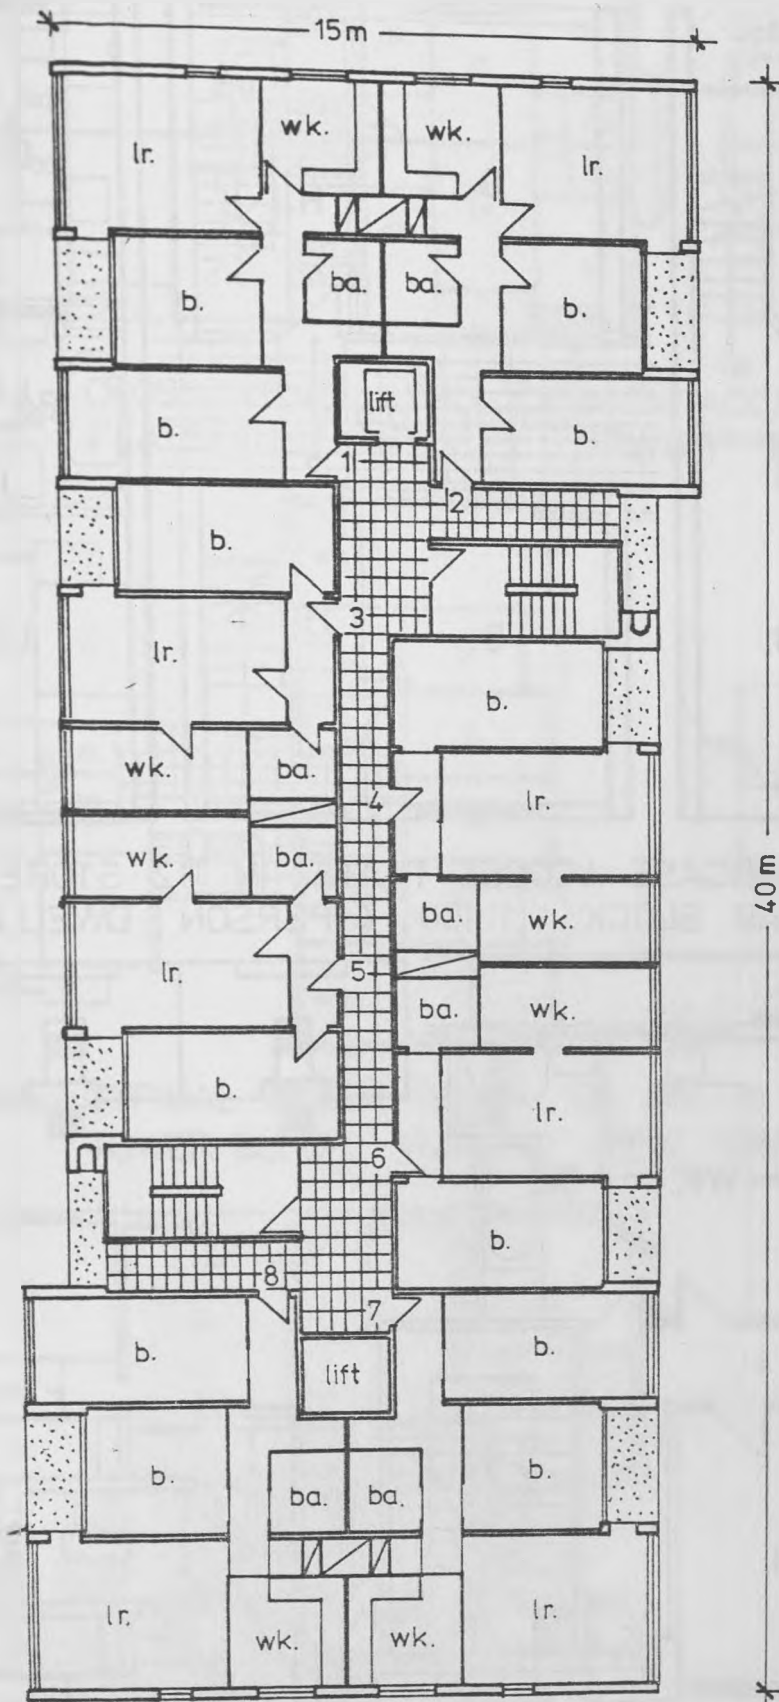 15m
wk. wk.
lr. lr.
ba. ba.
b. b.
lift
b. b.
1
2
b.
3
lr.
b.
wk. ba.
4 lr.
wk. ba.
ba. wk.
5
lr.
ba. wk.
b.
lr.
6
b.
8
7
b. b.
lift
b. b.
ba. ba.
lr. lr.
wk. wk.
40m